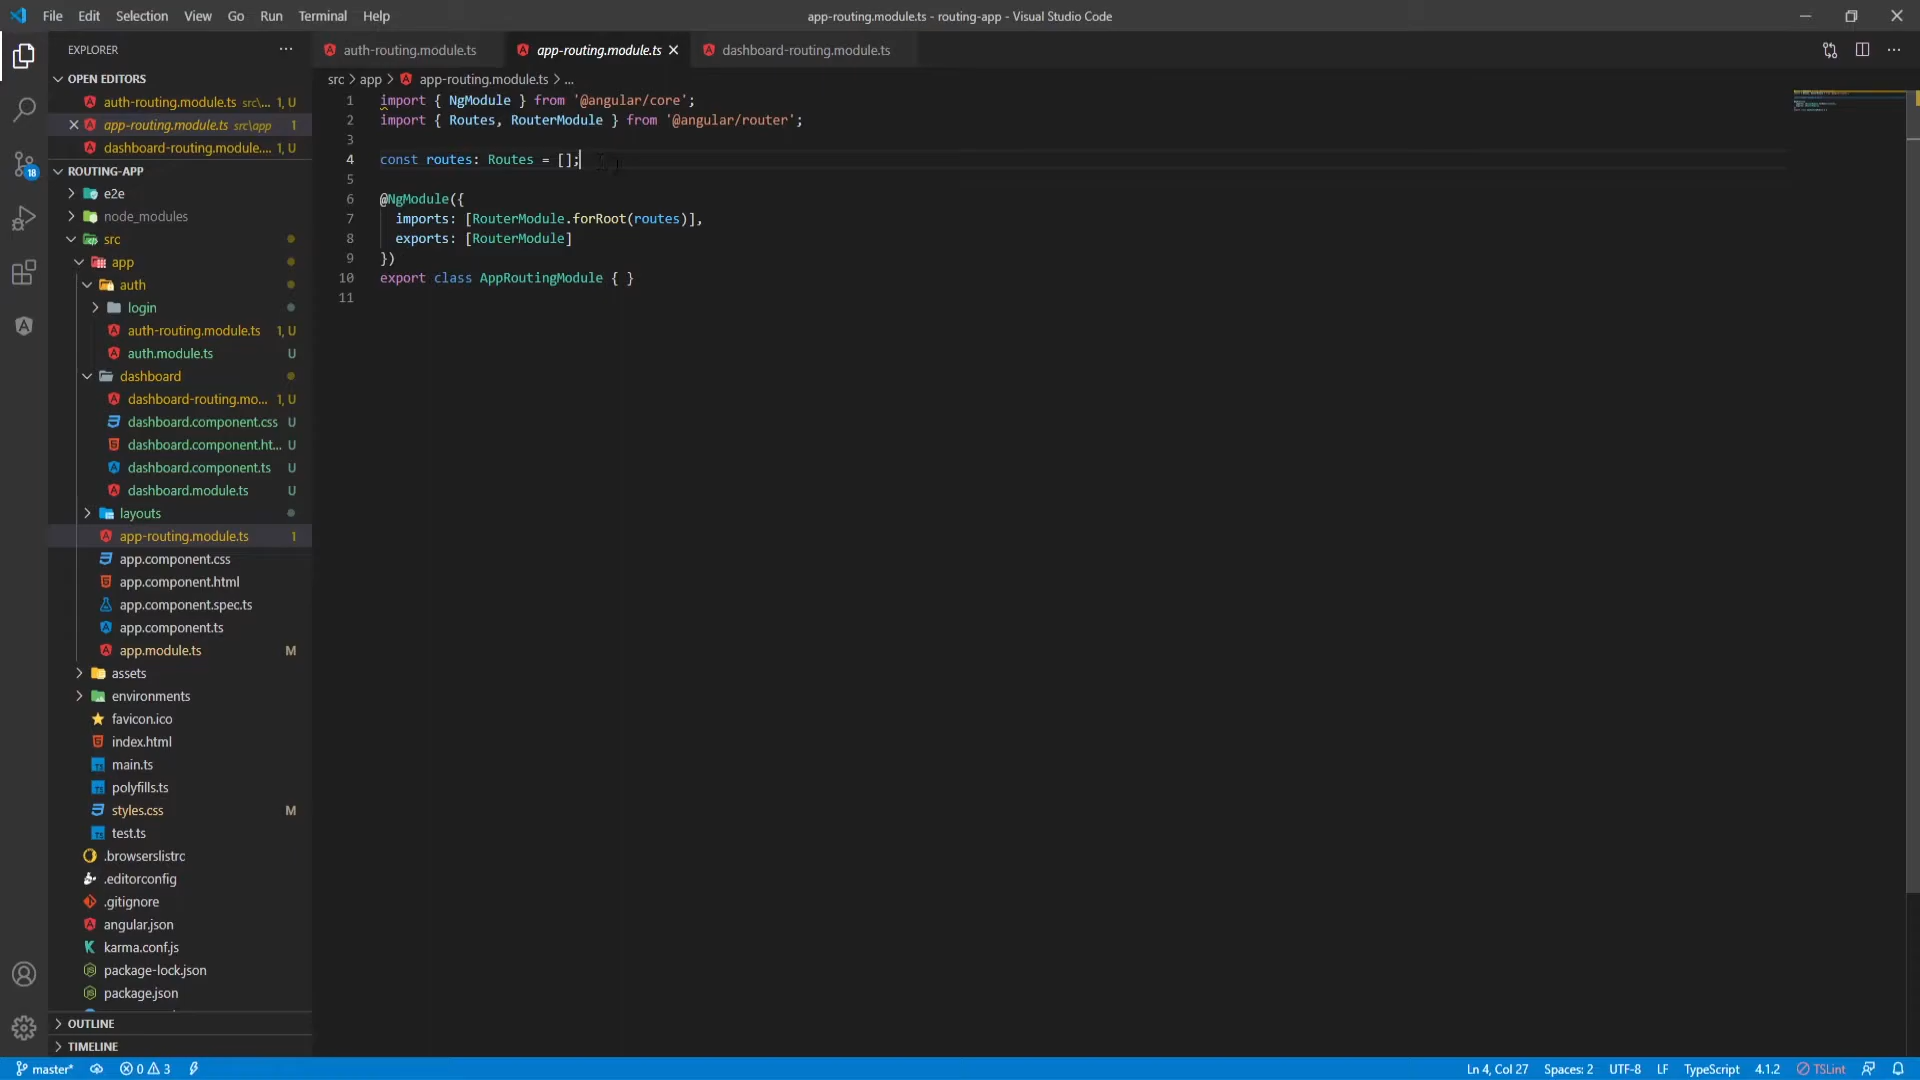 File Edit Selection View Go Run Terminal Help
app-routing.module.ts - routing-app - Visual Studio Code
EXPLORER
auth-routing.module.ts
app-routing.module.ts
dashboard-routing.module.ts
OPEN EDITORS
auth-routing.module.ts src\... 1, U
app-routing.module.ts src\app 1
dashboard-routing.module.... 1, U
ROUTING-APP
e2e
node_modules
src
app
auth
login
auth-routing.module.ts 1, U
auth.module.ts U
dashboard
dashboard-routing.mo... 1, U
dashboard.component.css U
dashboard.component.ht... U
dashboard.component.ts U
dashboard.module.ts U
layouts
app-routing.module.ts 1
app.component.css
app.component.html
app.component.spec.ts
app.component.ts
app.module.ts M
assets
environments
favicon.ico
index.html
main.ts
polyfills.ts
styles.css M
test.ts
.browserslistrc
.editorconfig
.gitignore
angular.json
karma.conf.js
package-lock.json
package.json
OUTLINE
TIMELINE
src > app > app-routing.module.ts > ...
1 import { NgModule } from '@angular/core';
2 import { Routes, RouterModule } from '@angular/router';
3
4 const routes: Routes = [];
5
6 @NgModule({
7 imports: [RouterModule.forRoot(routes)],
8 exports: [RouterModule]
9 })
10 export class AppRoutingModule { }
11
18
master* 0 3
Ln 4, Col 27 Spaces: 2 UTF-8 LF TypeScript 4.1.2 TSLint